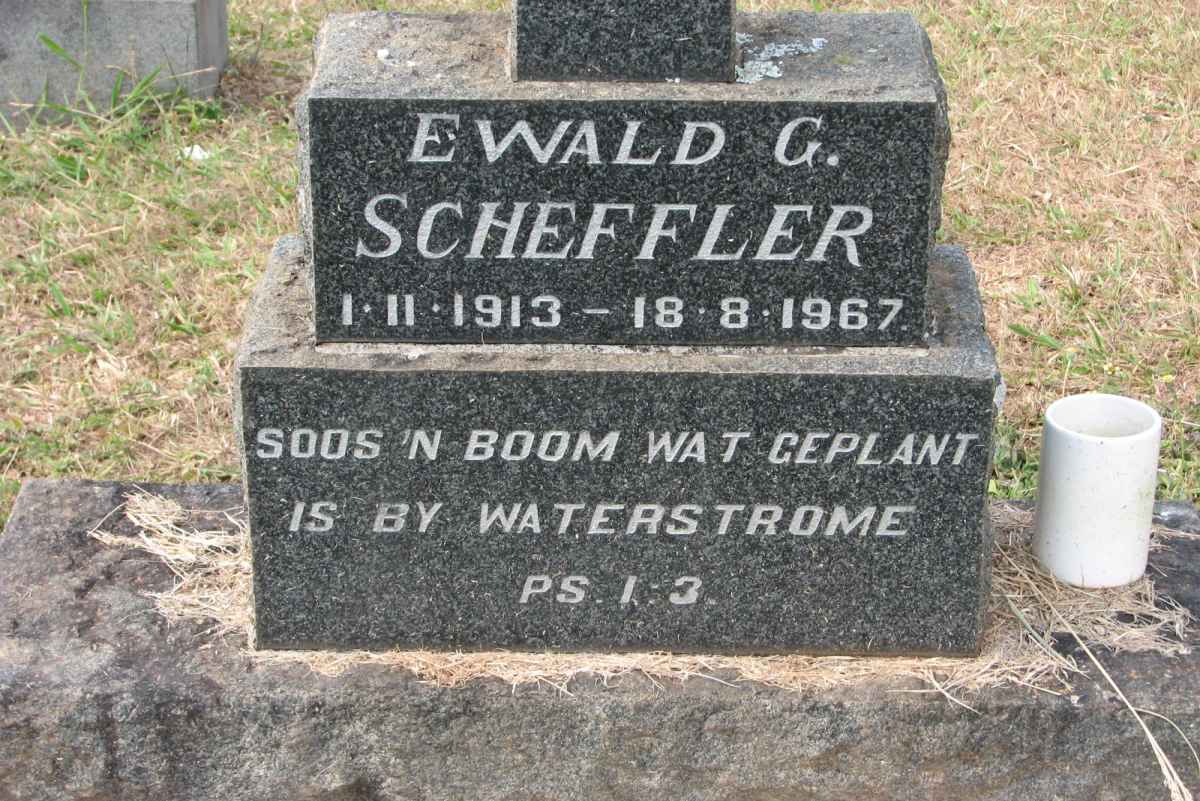 EWALD G.
SCHEFFLER
1·11·1913 – 18·8·1967.
SOOS 'N BOOM WAT GEPLANT
IS BY WATERSTROME
PS. 1:3.